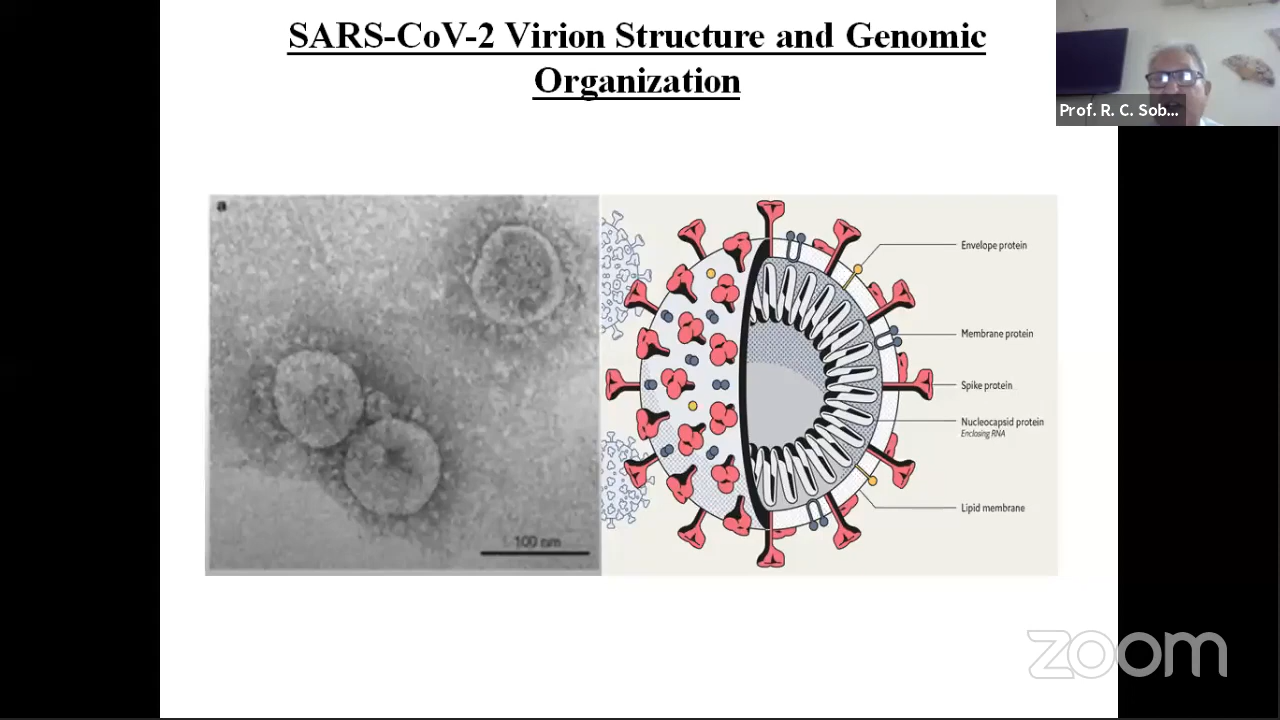 SARS-CoV-2 Virion Structure and Genomic
Organization
Prof. R. C. Sob...
a
100 nm
Envelope protein
Membrane protein
Spike protein
Nucleocapsid protein
Enclosing RNA
Lipid membrane
zoom